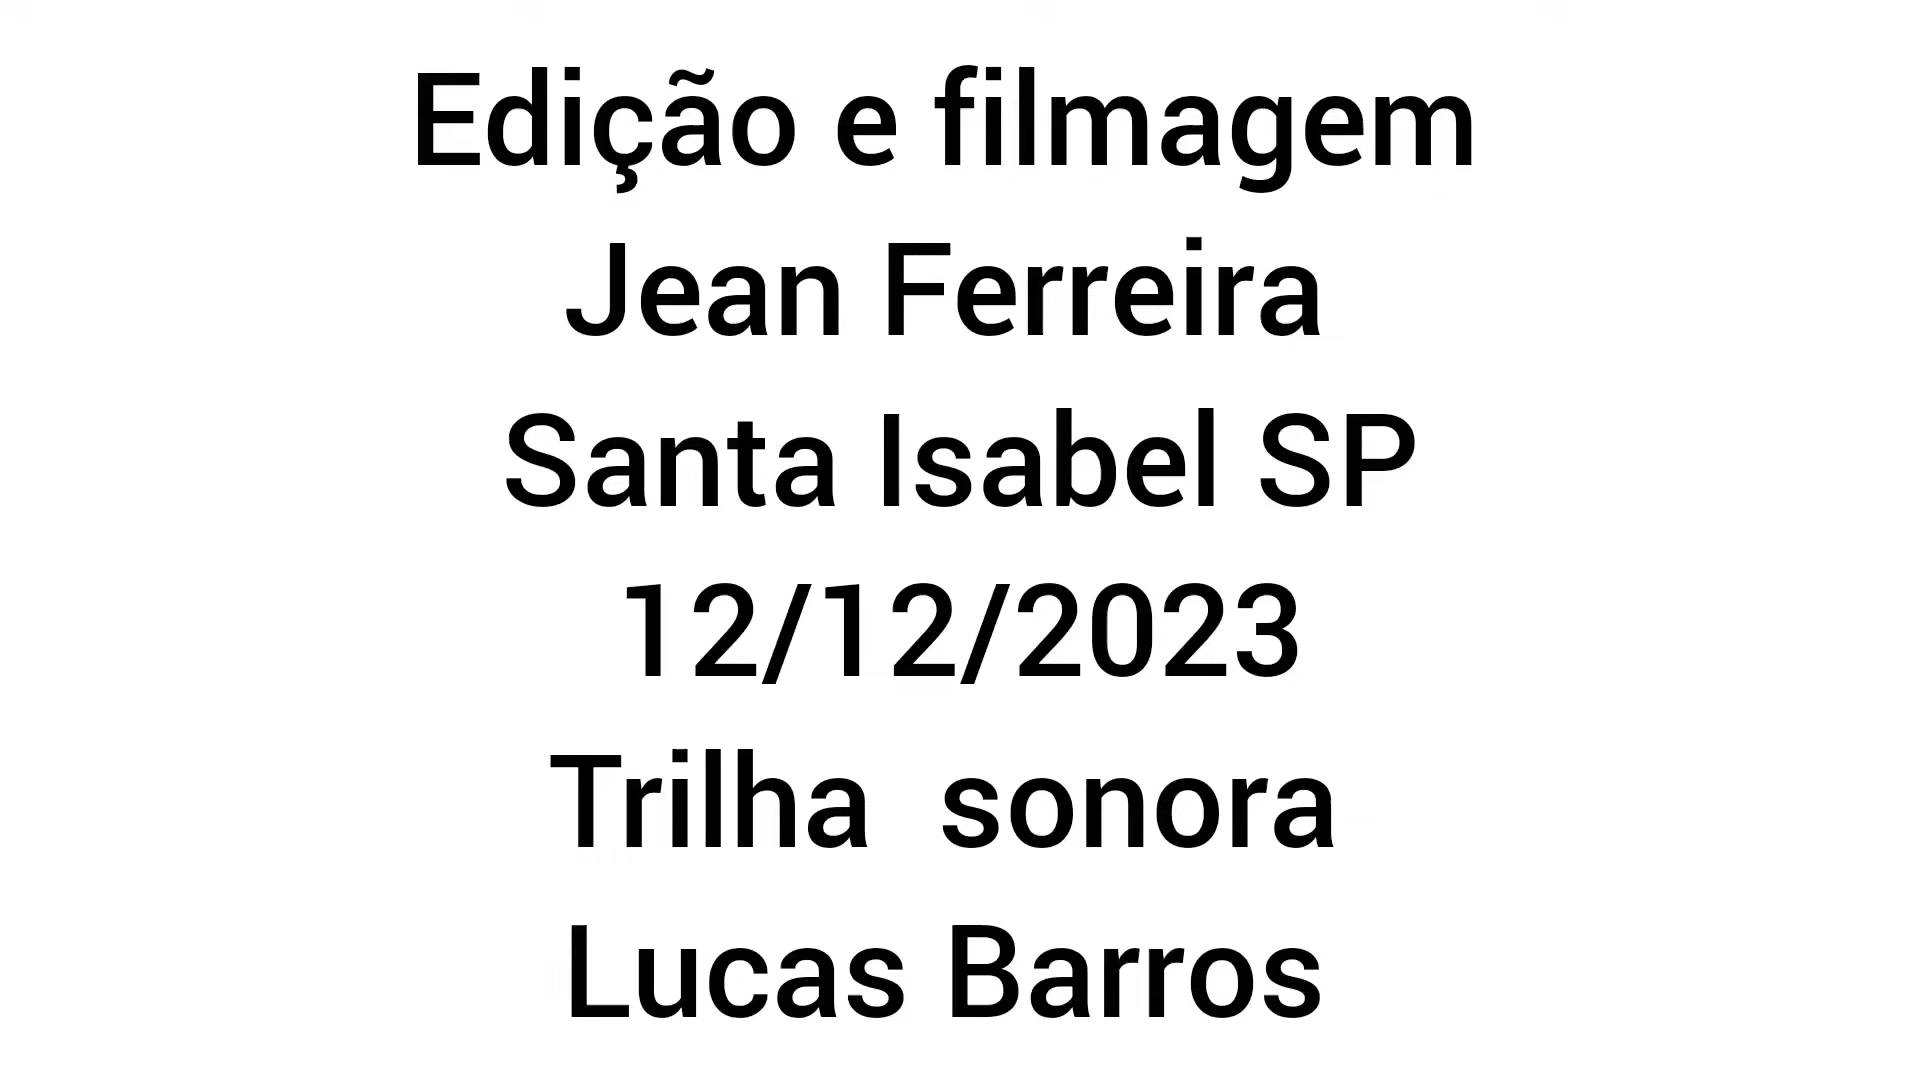 Edição e filmagem
Jean Ferreira
Santa Isabel SP
12/12/2023
Trilha  sonora
Lucas Barros